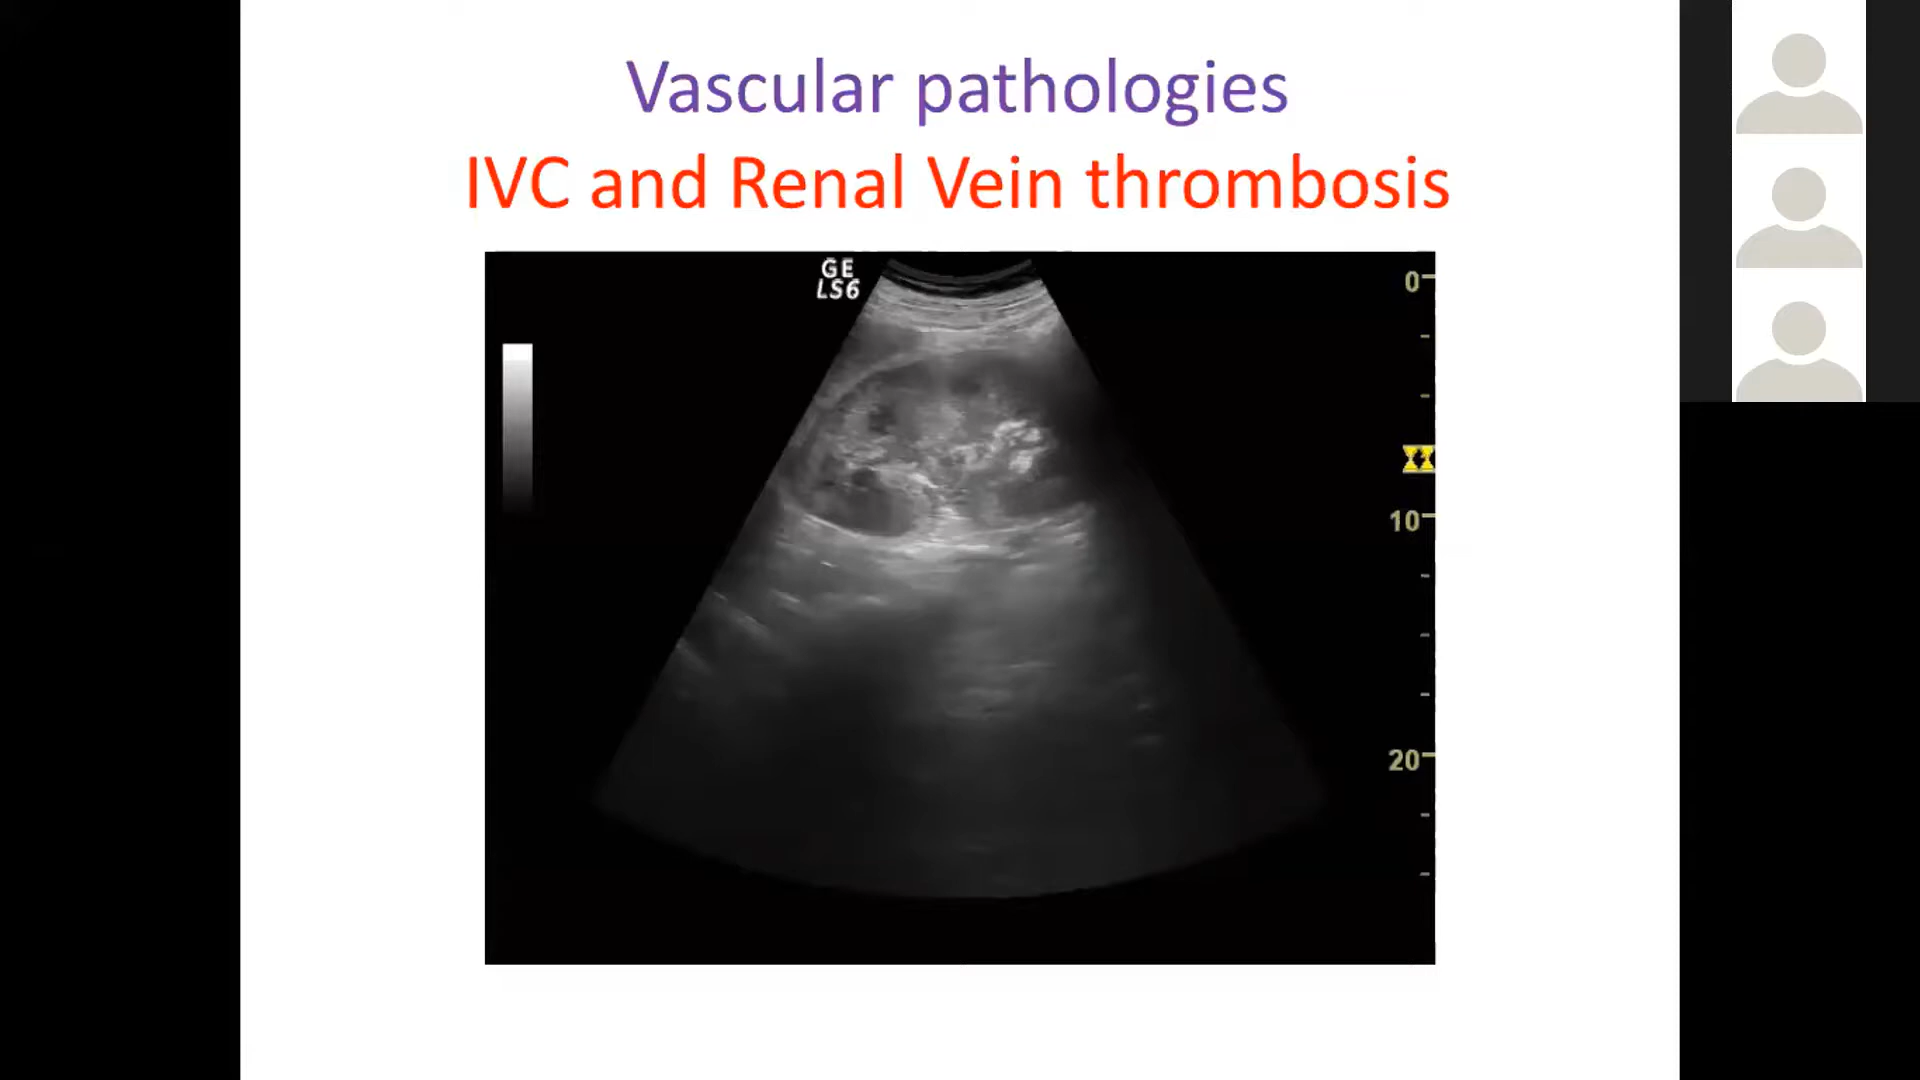 Vascular pathologies
IVC and Renal Vein thrombosis
GE
LS6
0
10
20